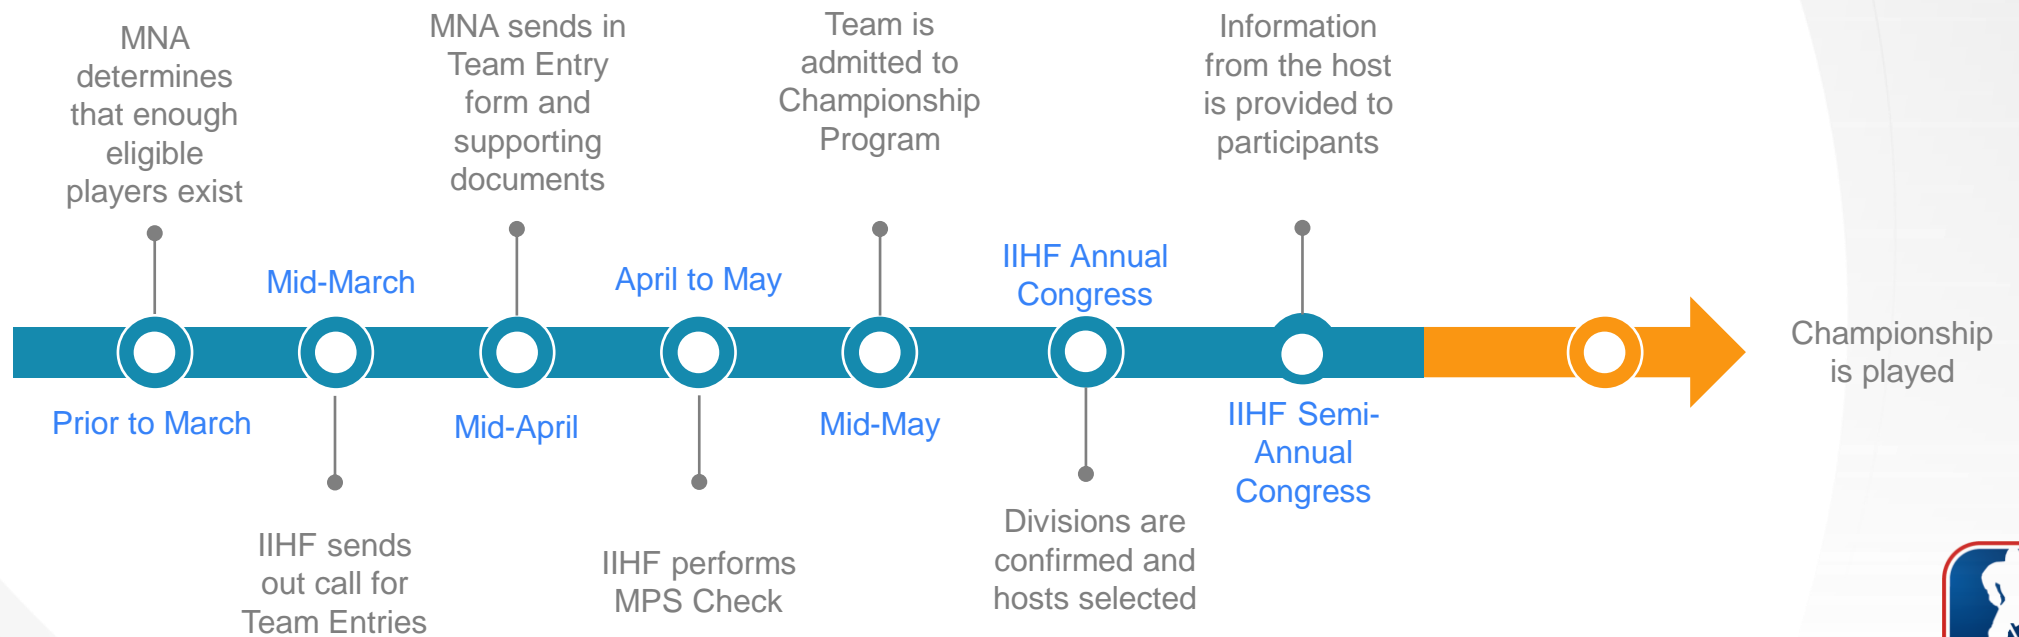 MNA
determines
that enough
eligible
players exist
Prior to March
Mid-March
IIHF sends
out call for
Team Entries
MNA sends in
Team Entry
form and
supporting
documents
Mid-April
April to May
IIHF performs
MPS Check
Team is
admitted to
Championship
Program
Mid-May
IIHF Annual
Congress
Divisions are
confirmed and
hosts selected
Information
from the host
is provided to
participants
IIHF Semi-
Annual
Congress
Championship
is played